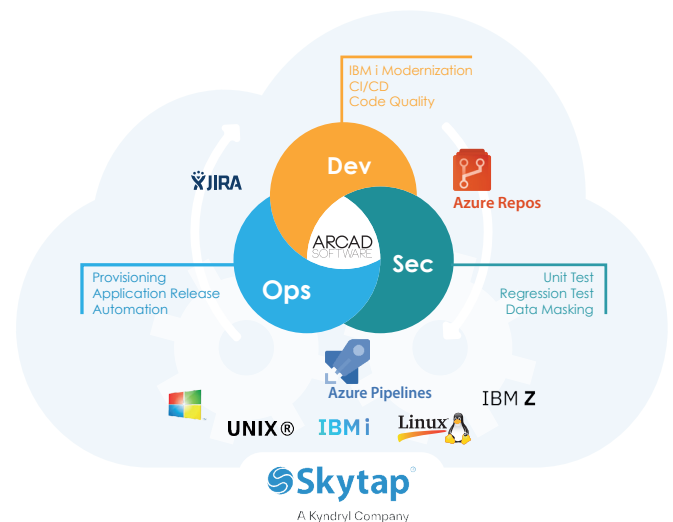 IBM i Modernization
CI/CD
Code Quality
Dev
JIRA
Azure Repos
ARCAD
SOFTWARE
Sec
Ops
Provisioning
Application Release
Automation
Unit Test
Regression Test
Data Masking
Azure Pipelines
IBM Z
UNIX®
IBM i
Linux
Skytap®
A Kyndryl Company